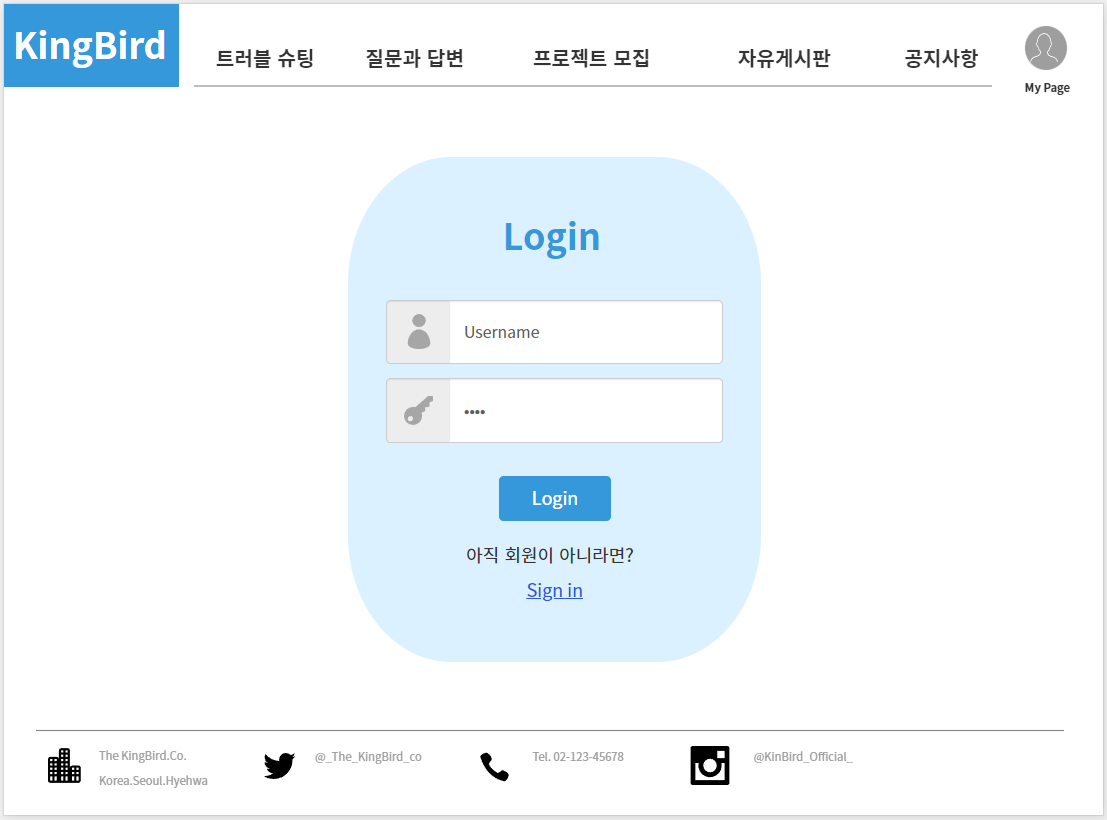 KingBird
트러블 슈팅
질문과 답변
프로젝트 모집
자유게시판
공지사항
My Page
Login
Username
••••
Login
아직 회원이 아니라면?
Sign in
The KingBird.Co.
Korea.Seoul.Hyehwa
@_The_KingBird_co
Tel. 02-123-45678
@KinBird_Official_